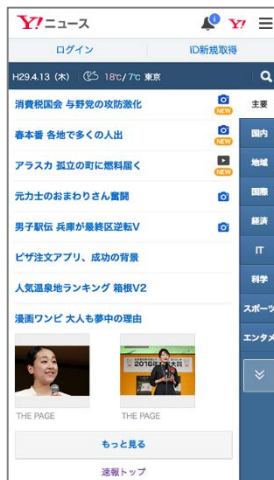 Y! ニュース
ログイン
ID新規取得
H29.4.13 (木) 18℃/7℃ 東京
消費税国会 与野党の攻防激化
NEW
春本番 各地で多くの人出
NEW
アラスカ 孤立の町に燃料届く
NEW
元力士のおまわりさん奮闘
男子駅伝 兵庫が最終区逆転V
ピザ注文アプリ、成功の背景
人気温泉地ランキング 箱根V2
漫画ワンピ 大人も夢中の理由
主要
国内
地域
国際
経済
IT
科学
スポーツ
エンタメ
THE PAGE
THE PAGE
もっと見る
速報トップ